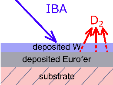 IBA
D2
deposited W
deposited Eurofer
substrate